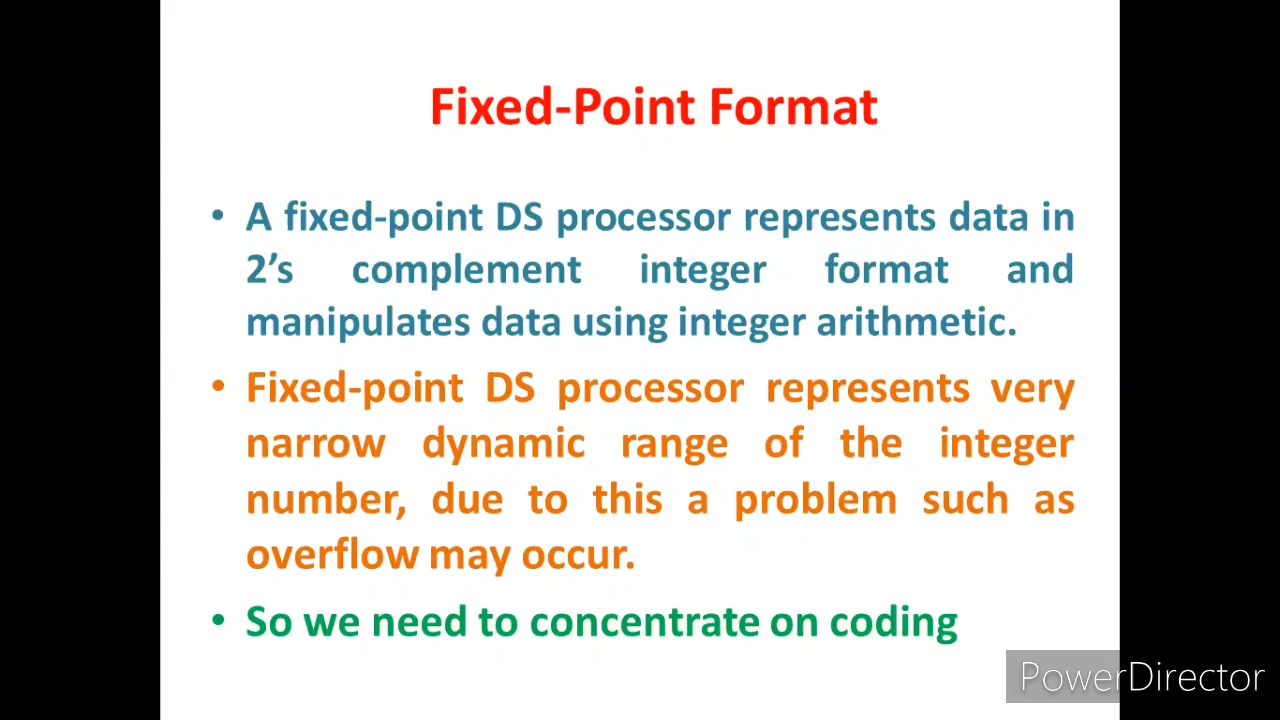 Fixed-Point Format
• A fixed-point DS processor represents data in
2’s complement integer format and
manipulates data using integer arithmetic.
• Fixed-point DS processor represents very
narrow dynamic range of the integer
number, due to this a problem such as
overflow may occur.
• So we need to concentrate on coding
PowerDirector